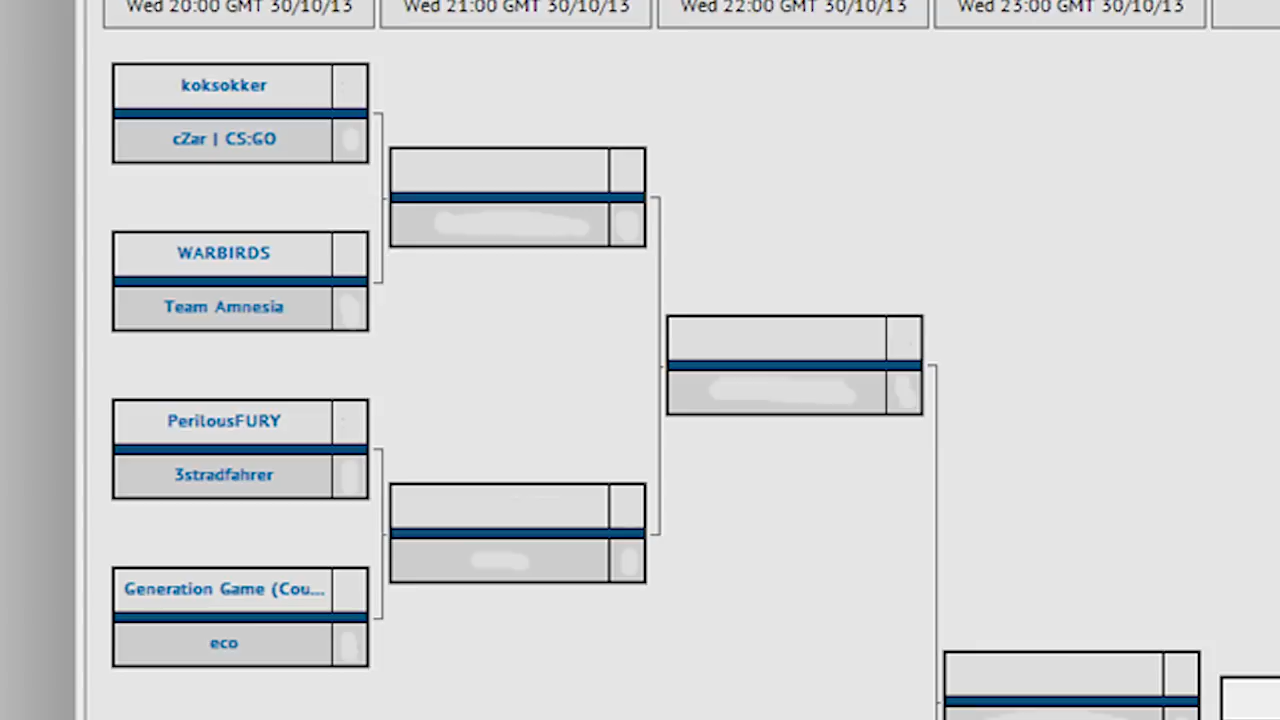 Wed 20:00 GMT 30/10/13 Wed 21:00 GMT 30/10/13 Wed 22:00 GMT 30/10/13 Wed 23:00 GMT 30/10/13
koksokker
cZar | CS:GO
WARBIRDS
Team Amnesia
PerilousFURY
3stradfahrer
Generation Game (Cou...
eco